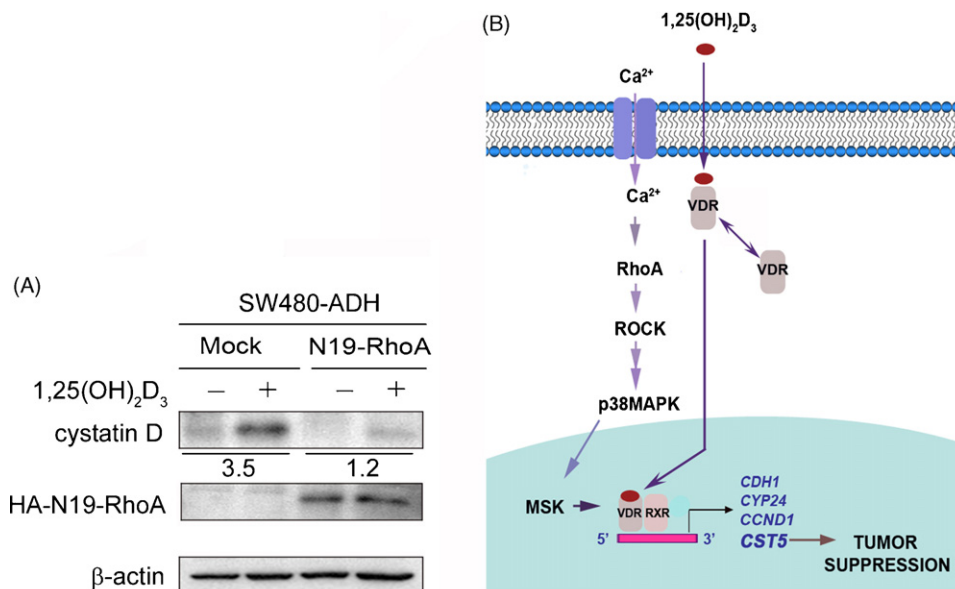 (A)
SW480-ADH
Mock N19-RhoA
1,25(OH)₂D₃ – + – +
cystatin D
3.5 1.2
HA-N19-RhoA
β-actin
(B)
1,25(OH)₂D₃
Ca²⁺
Ca²⁺
VDR
VDR
RhoA
ROCK
p38MAPK
MSK
VDR RXR
5' 3'
CDH1
CYP24
CCND1
CST5
TUMOR
SUPPRESSION